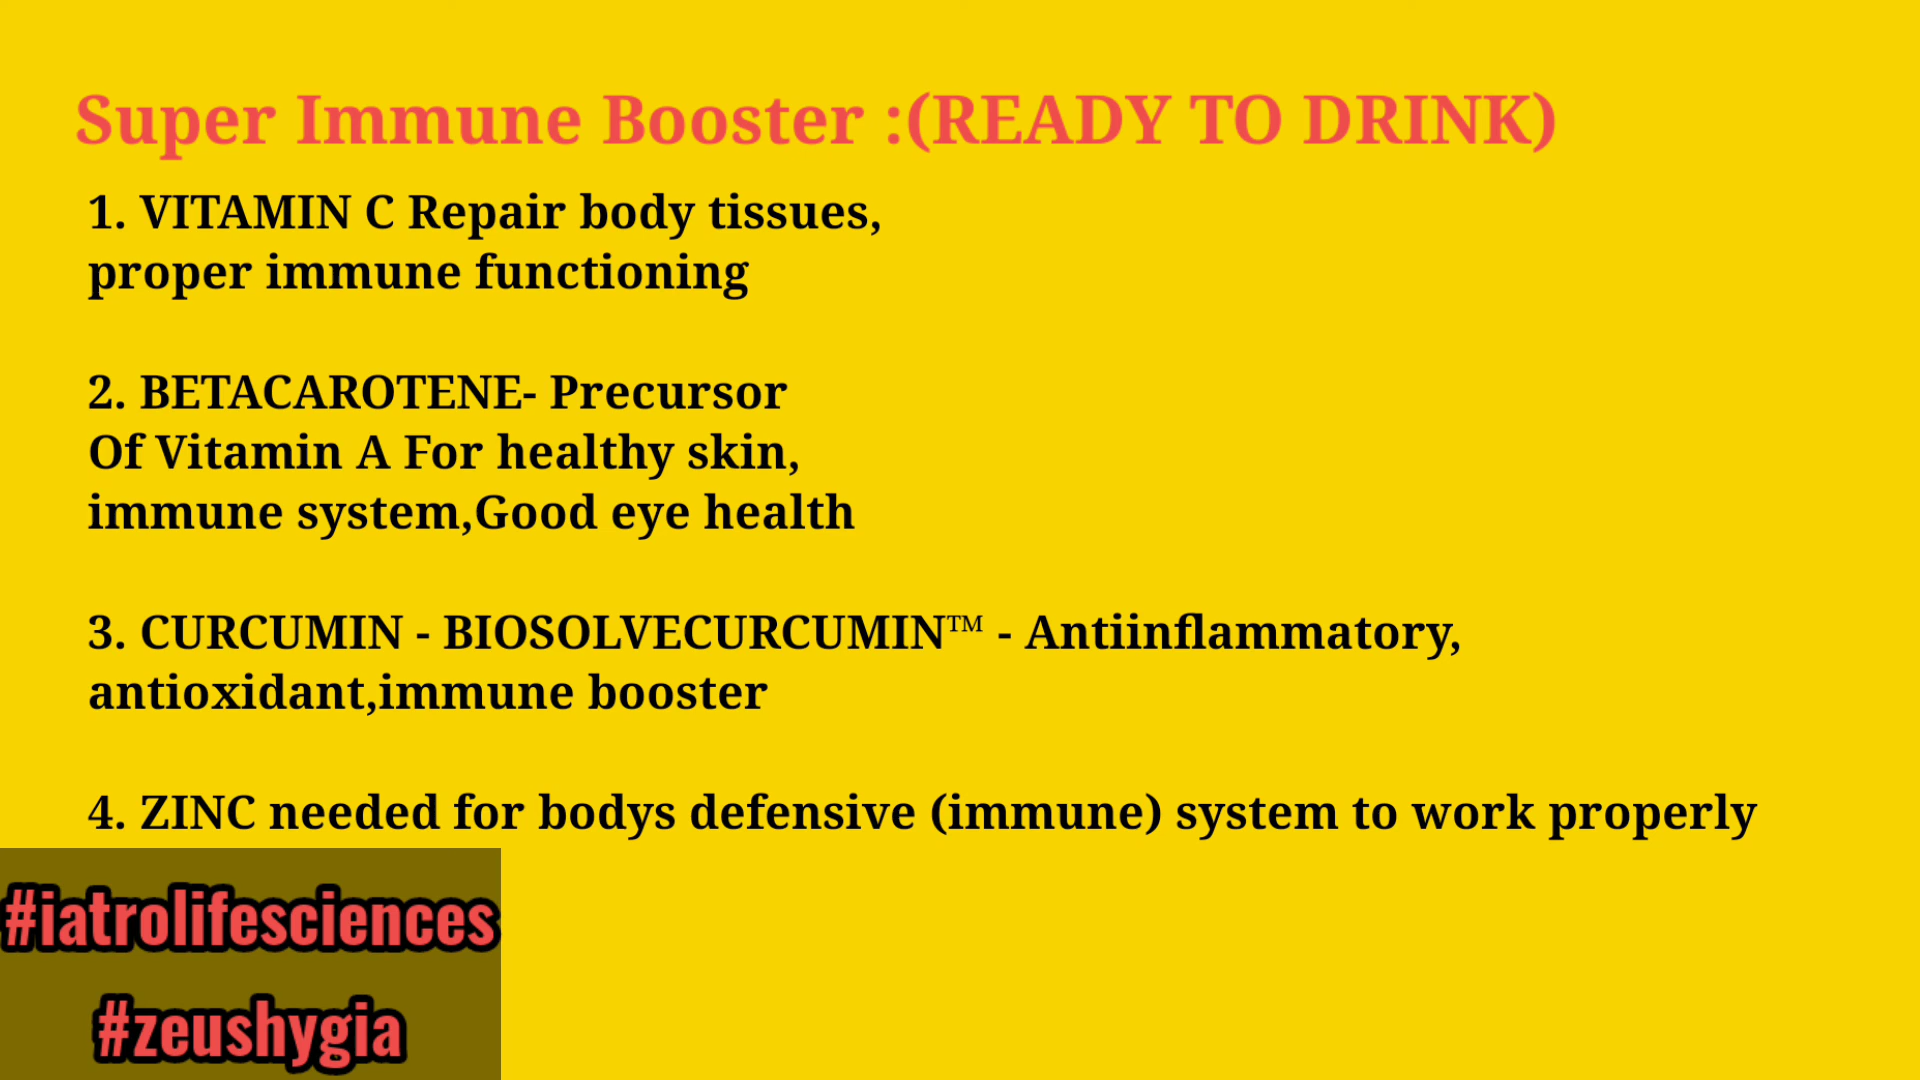 Super Immune Booster :(READY TO DRINK)
1. VITAMIN C Repair body tissues,
proper immune functioning
2. BETACAROTENE- Precursor
Of Vitamin A For healthy skin,
immune system,Good eye health
3. CURCUMIN - BIOSOLVECURCUMIN™ - Antiinflammatory,
antioxidant,immune booster
4. ZINC needed for bodys defensive (immune) system to work properly
#iatrolifesciences
#zeushygia